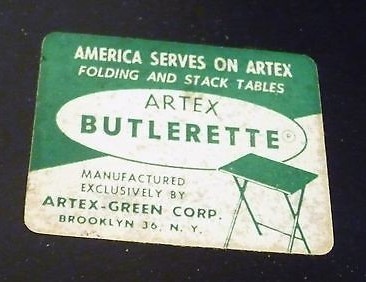 AMERICA SERVES ON ARTEX
FOLDING AND STACK TABLES
ARTEX
BUTLERETTE©
MANUFACTURED
EXCLUSIVELY BY
ARTEX-GREEN CORP.
BROOKLYN 36, N. Y.